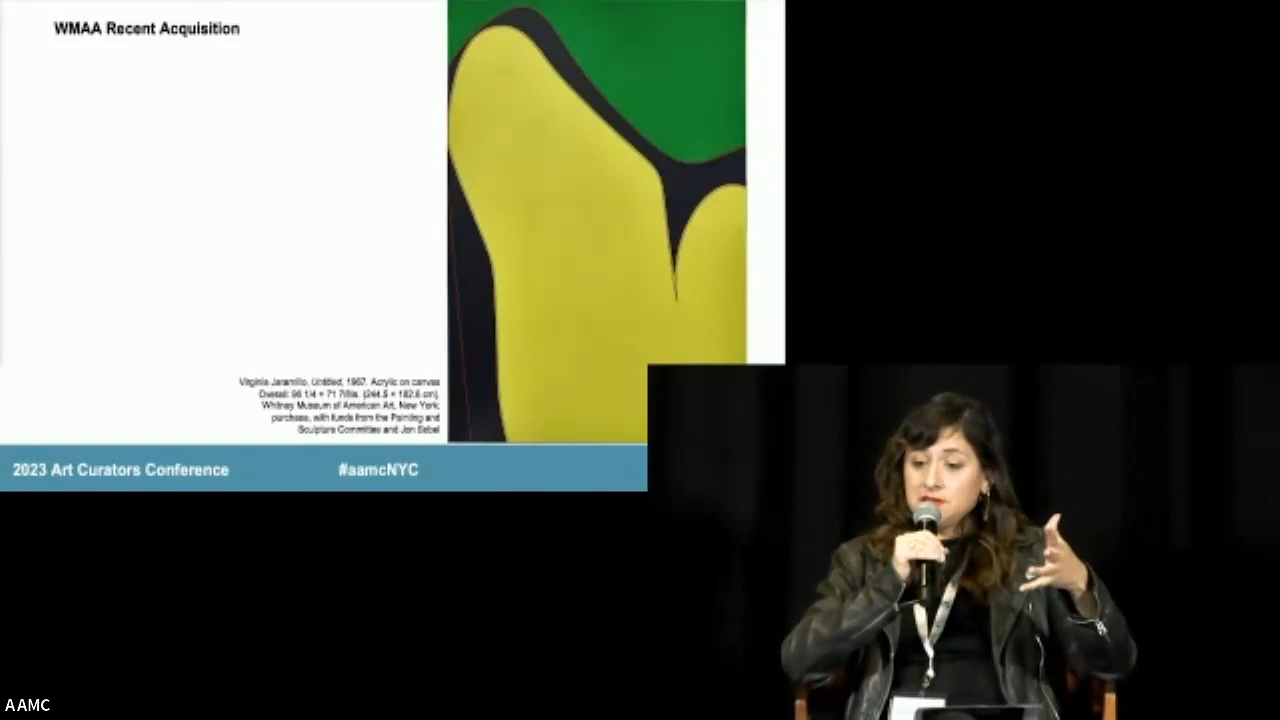 WMAA Recent Acquisition
Virginia Jaramillo, Untitled, 1967. Acrylic on canvas
Overall: 96 1/4 × 71 7/8in. (244.5 × 182.6 cm).
Whitney Museum of American Art, New York;
purchase, with funds from the Painting and
Sculpture Committee and Jon Sobel
2023 Art Curators Conference
#aamcNYC
AAMC